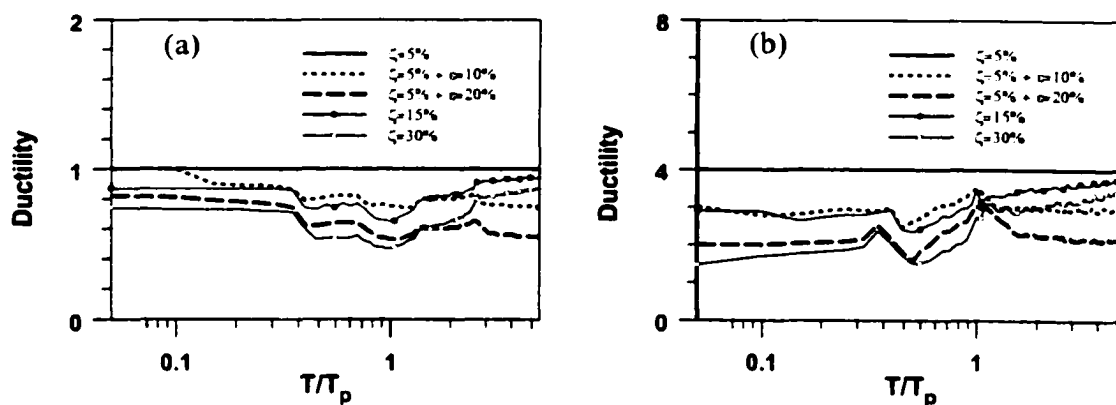 2
(a)
ζ=5%
ζ=5% + α=10%
ζ=5% + α=20%
ζ=15%
ζ=30%
Ductility
1
0
0.1
1
T/Tp
8
(b)
ζ=5%
ζ=5% + α=10%
ζ=5% + α=20%
ζ=15%
ζ=30%
Ductility
4
0
0.1
1
T/Tp